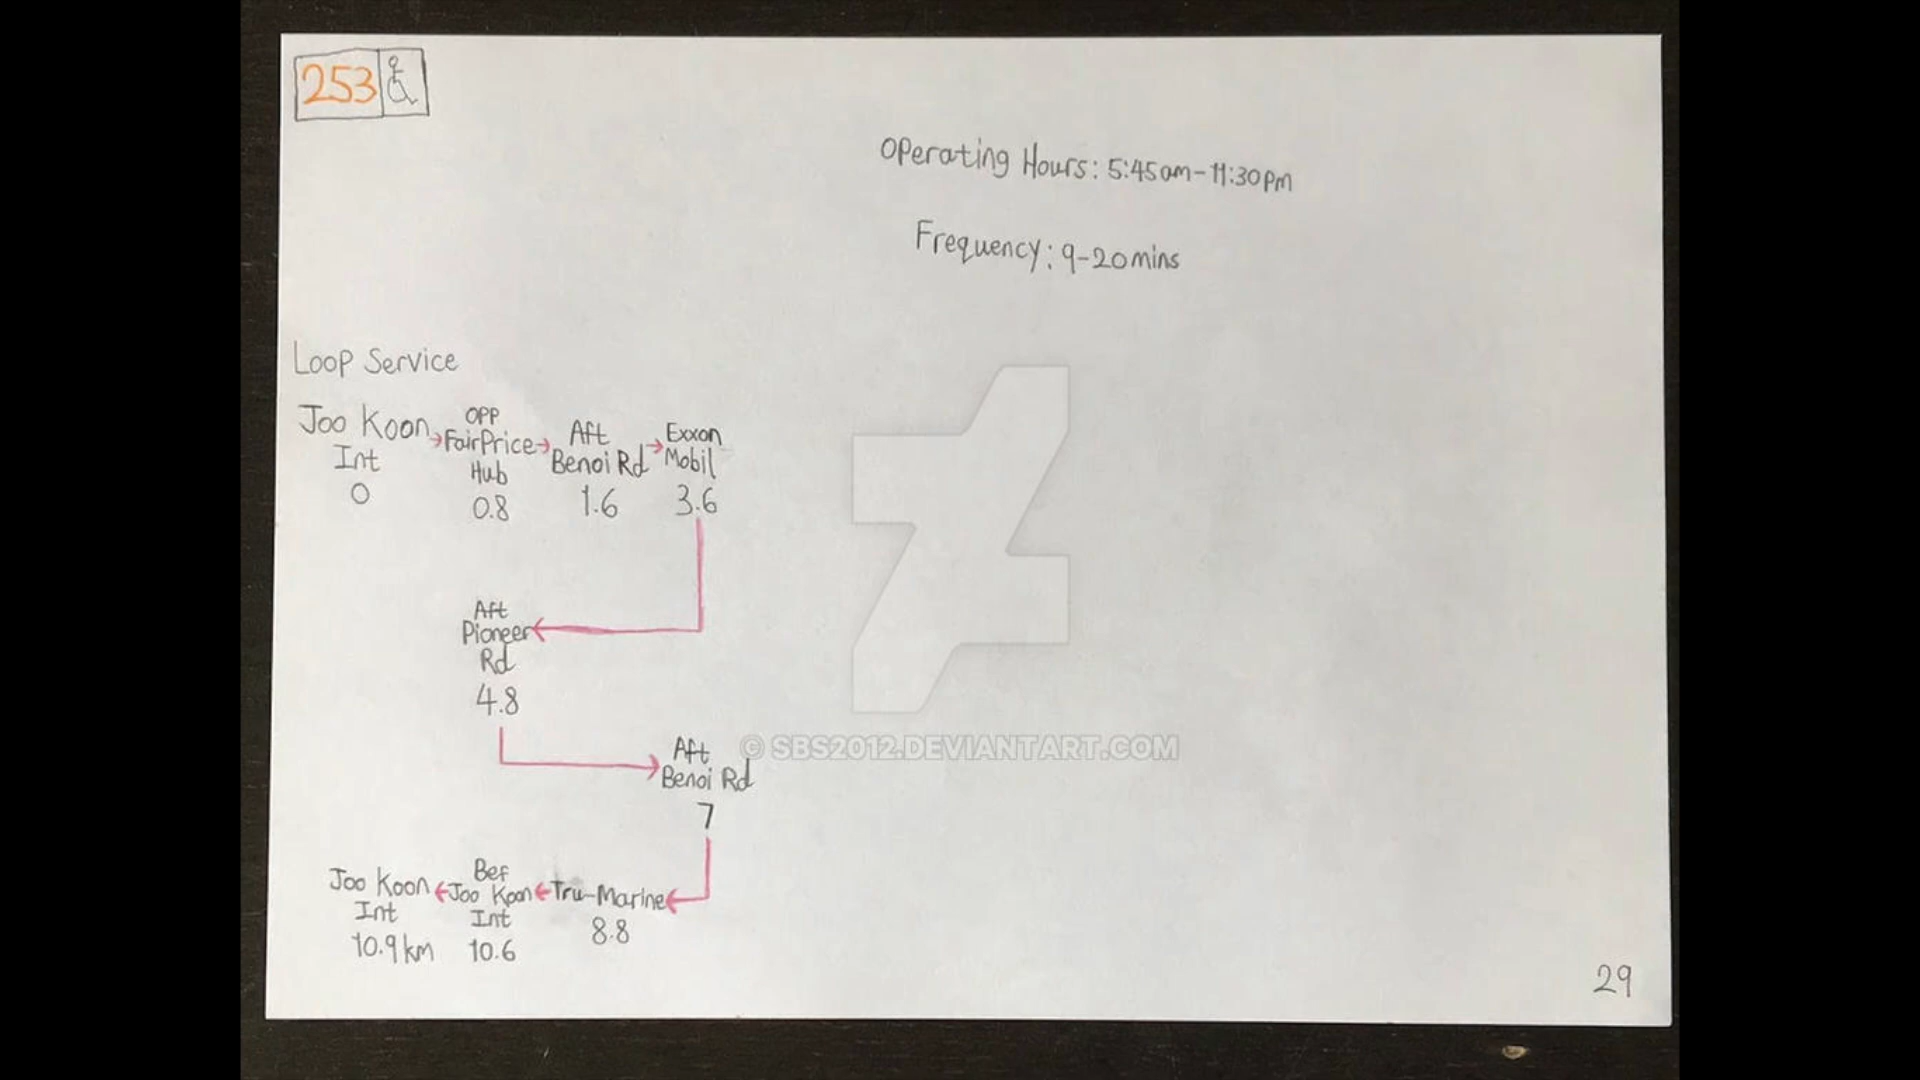 253
Operating Hours: 5:45am-11:30pm
Frequency: 9-20mins
Loop Service
Joo Koon
Int
0
OPP
FairPrice
Hub
0.8
Aft
Benoi Rd
1.6
Exxon
Mobil
3.6
Aft
Pioneer
Rd
4.8
Aft
Benoi Rd
7
© SBS2012.DEVIANTART.COM
Joo Koon
Int
10.9km
Bef
Joo Koon
Int
10.6
Tru-Marine
8.8
29